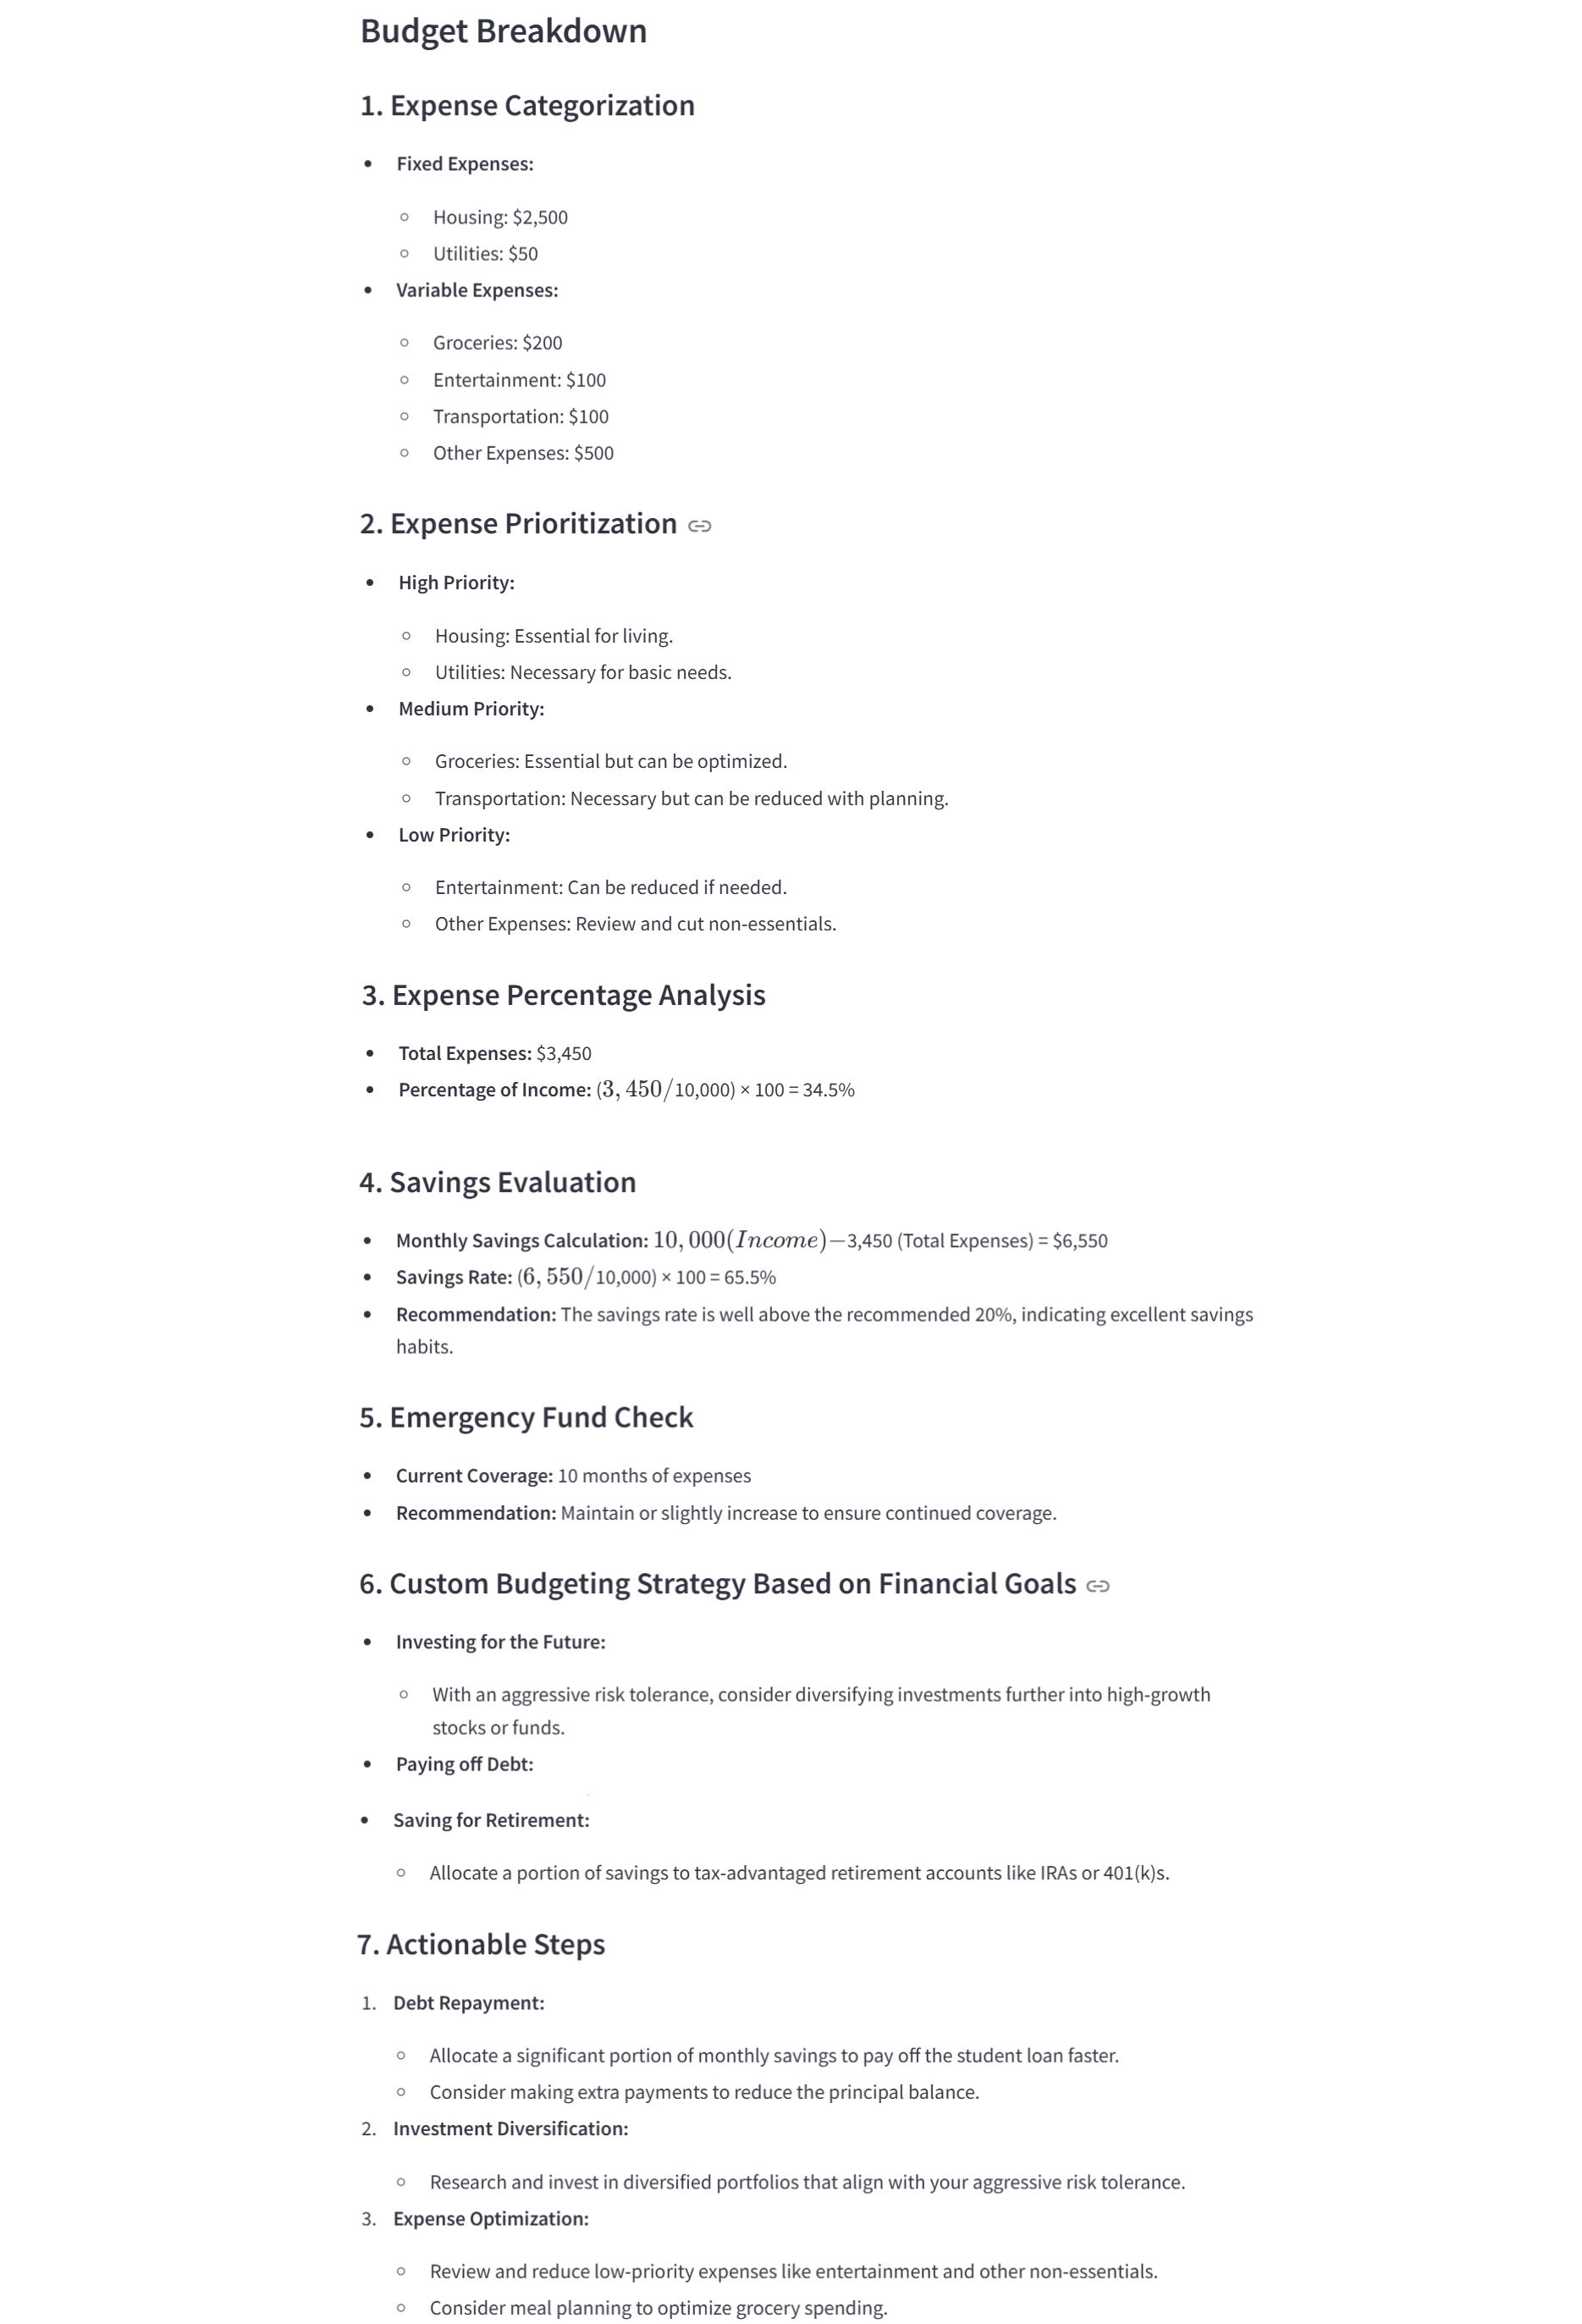 Budget Breakdown
1. Expense Categorization
• Fixed Expenses:
◦ Housing: $2,500
◦ Utilities: $50
• Variable Expenses:
◦ Groceries: $200
◦ Entertainment: $100
◦ Transportation: $100
◦ Other Expenses: $500
2. Expense Prioritization
• High Priority:
◦ Housing: Essential for living.
◦ Utilities: Necessary for basic needs.
• Medium Priority:
◦ Groceries: Essential but can be optimized.
◦ Transportation: Necessary but can be reduced with planning.
• Low Priority:
◦ Entertainment: Can be reduced if needed.
◦ Other Expenses: Review and cut non-essentials.
3. Expense Percentage Analysis
• Total Expenses: $3,450
• Percentage of Income: (3, 450/10,000) × 100 = 34.5%
4. Savings Evaluation
• Monthly Savings Calculation: 10, 000(Income)−3,450 (Total Expenses) = $6,550
• Savings Rate: (6, 550/10,000) × 100 = 65.5%
• Recommendation: The savings rate is well above the recommended 20%, indicating excellent savings
habits.
5. Emergency Fund Check
• Current Coverage: 10 months of expenses
• Recommendation: Maintain or slightly increase to ensure continued coverage.
6. Custom Budgeting Strategy Based on Financial Goals
• Investing for the Future:
◦ With an aggressive risk tolerance, consider diversifying investments further into high-growth
stocks or funds.
• Paying off Debt:
• Saving for Retirement:
◦ Allocate a portion of savings to tax-advantaged retirement accounts like IRAs or 401(k)s.
7. Actionable Steps
1. Debt Repayment:
◦ Allocate a significant portion of monthly savings to pay off the student loan faster.
◦ Consider making extra payments to reduce the principal balance.
2. Investment Diversification:
◦ Research and invest in diversified portfolios that align with your aggressive risk tolerance.
3. Expense Optimization:
◦ Review and reduce low-priority expenses like entertainment and other non-essentials.
◦ Consider meal planning to optimize grocery spending.